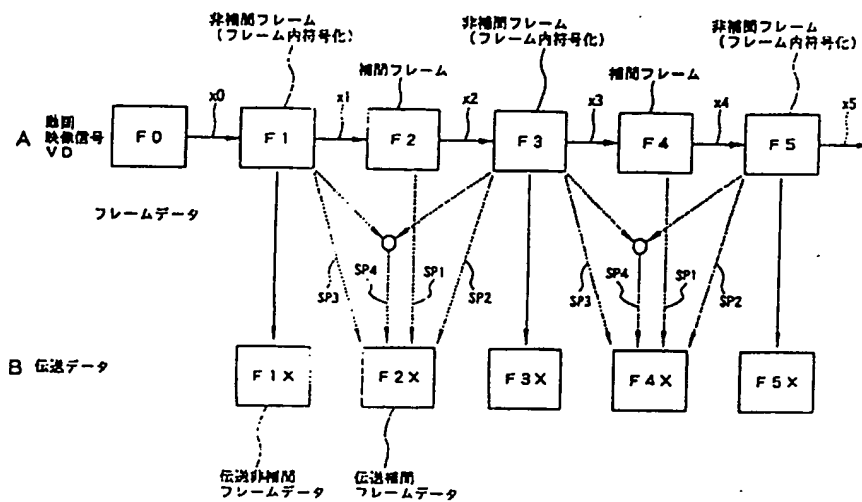 非補間フレーム
(フレーム内符号化)
補間フレーム
非補間フレーム
(フレーム内符号化)
補間フレーム
非補間フレーム
(フレーム内符号化)
A 動画
映像信号
VD
F0
x0
F1
x1
F2
x2
F3
x3
F4
x4
F5
x5
フレームデータ
SP3
SP4
SP1
SP2
SP3
SP4
SP1
SP2
B 伝送データ
F1X
F2X
F3X
F4X
F5X
伝送非補間
フレームデータ
伝送補間
フレームデータ